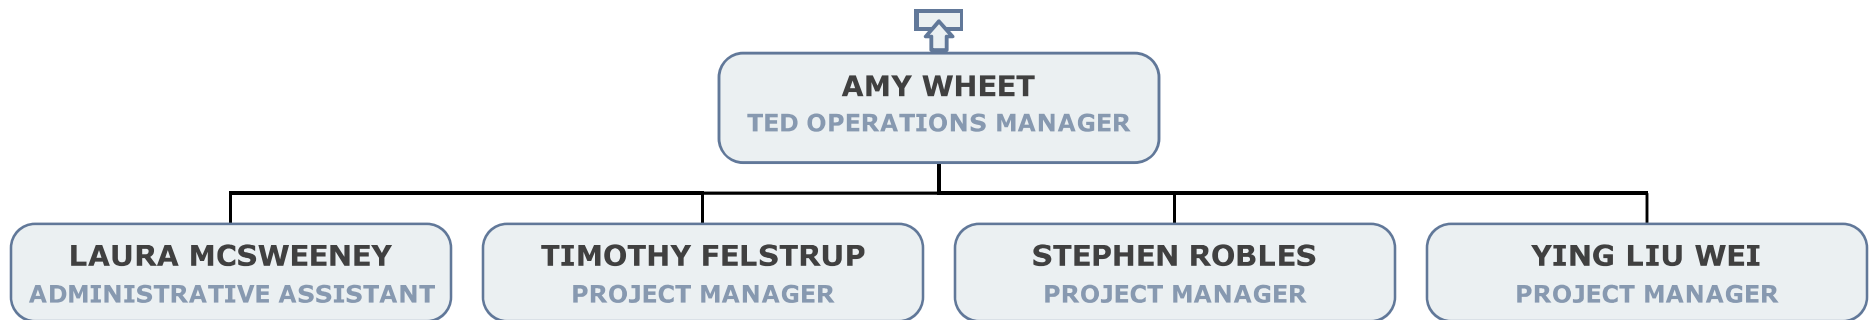 AMY WHEET
TED OPERATIONS MANAGER
LAURA MCSWEENEY
ADMINISTRATIVE ASSISTANT
TIMOTHY FELSTRUP
PROJECT MANAGER
STEPHEN ROBLES
PROJECT MANAGER
YING LIU WEI
PROJECT MANAGER